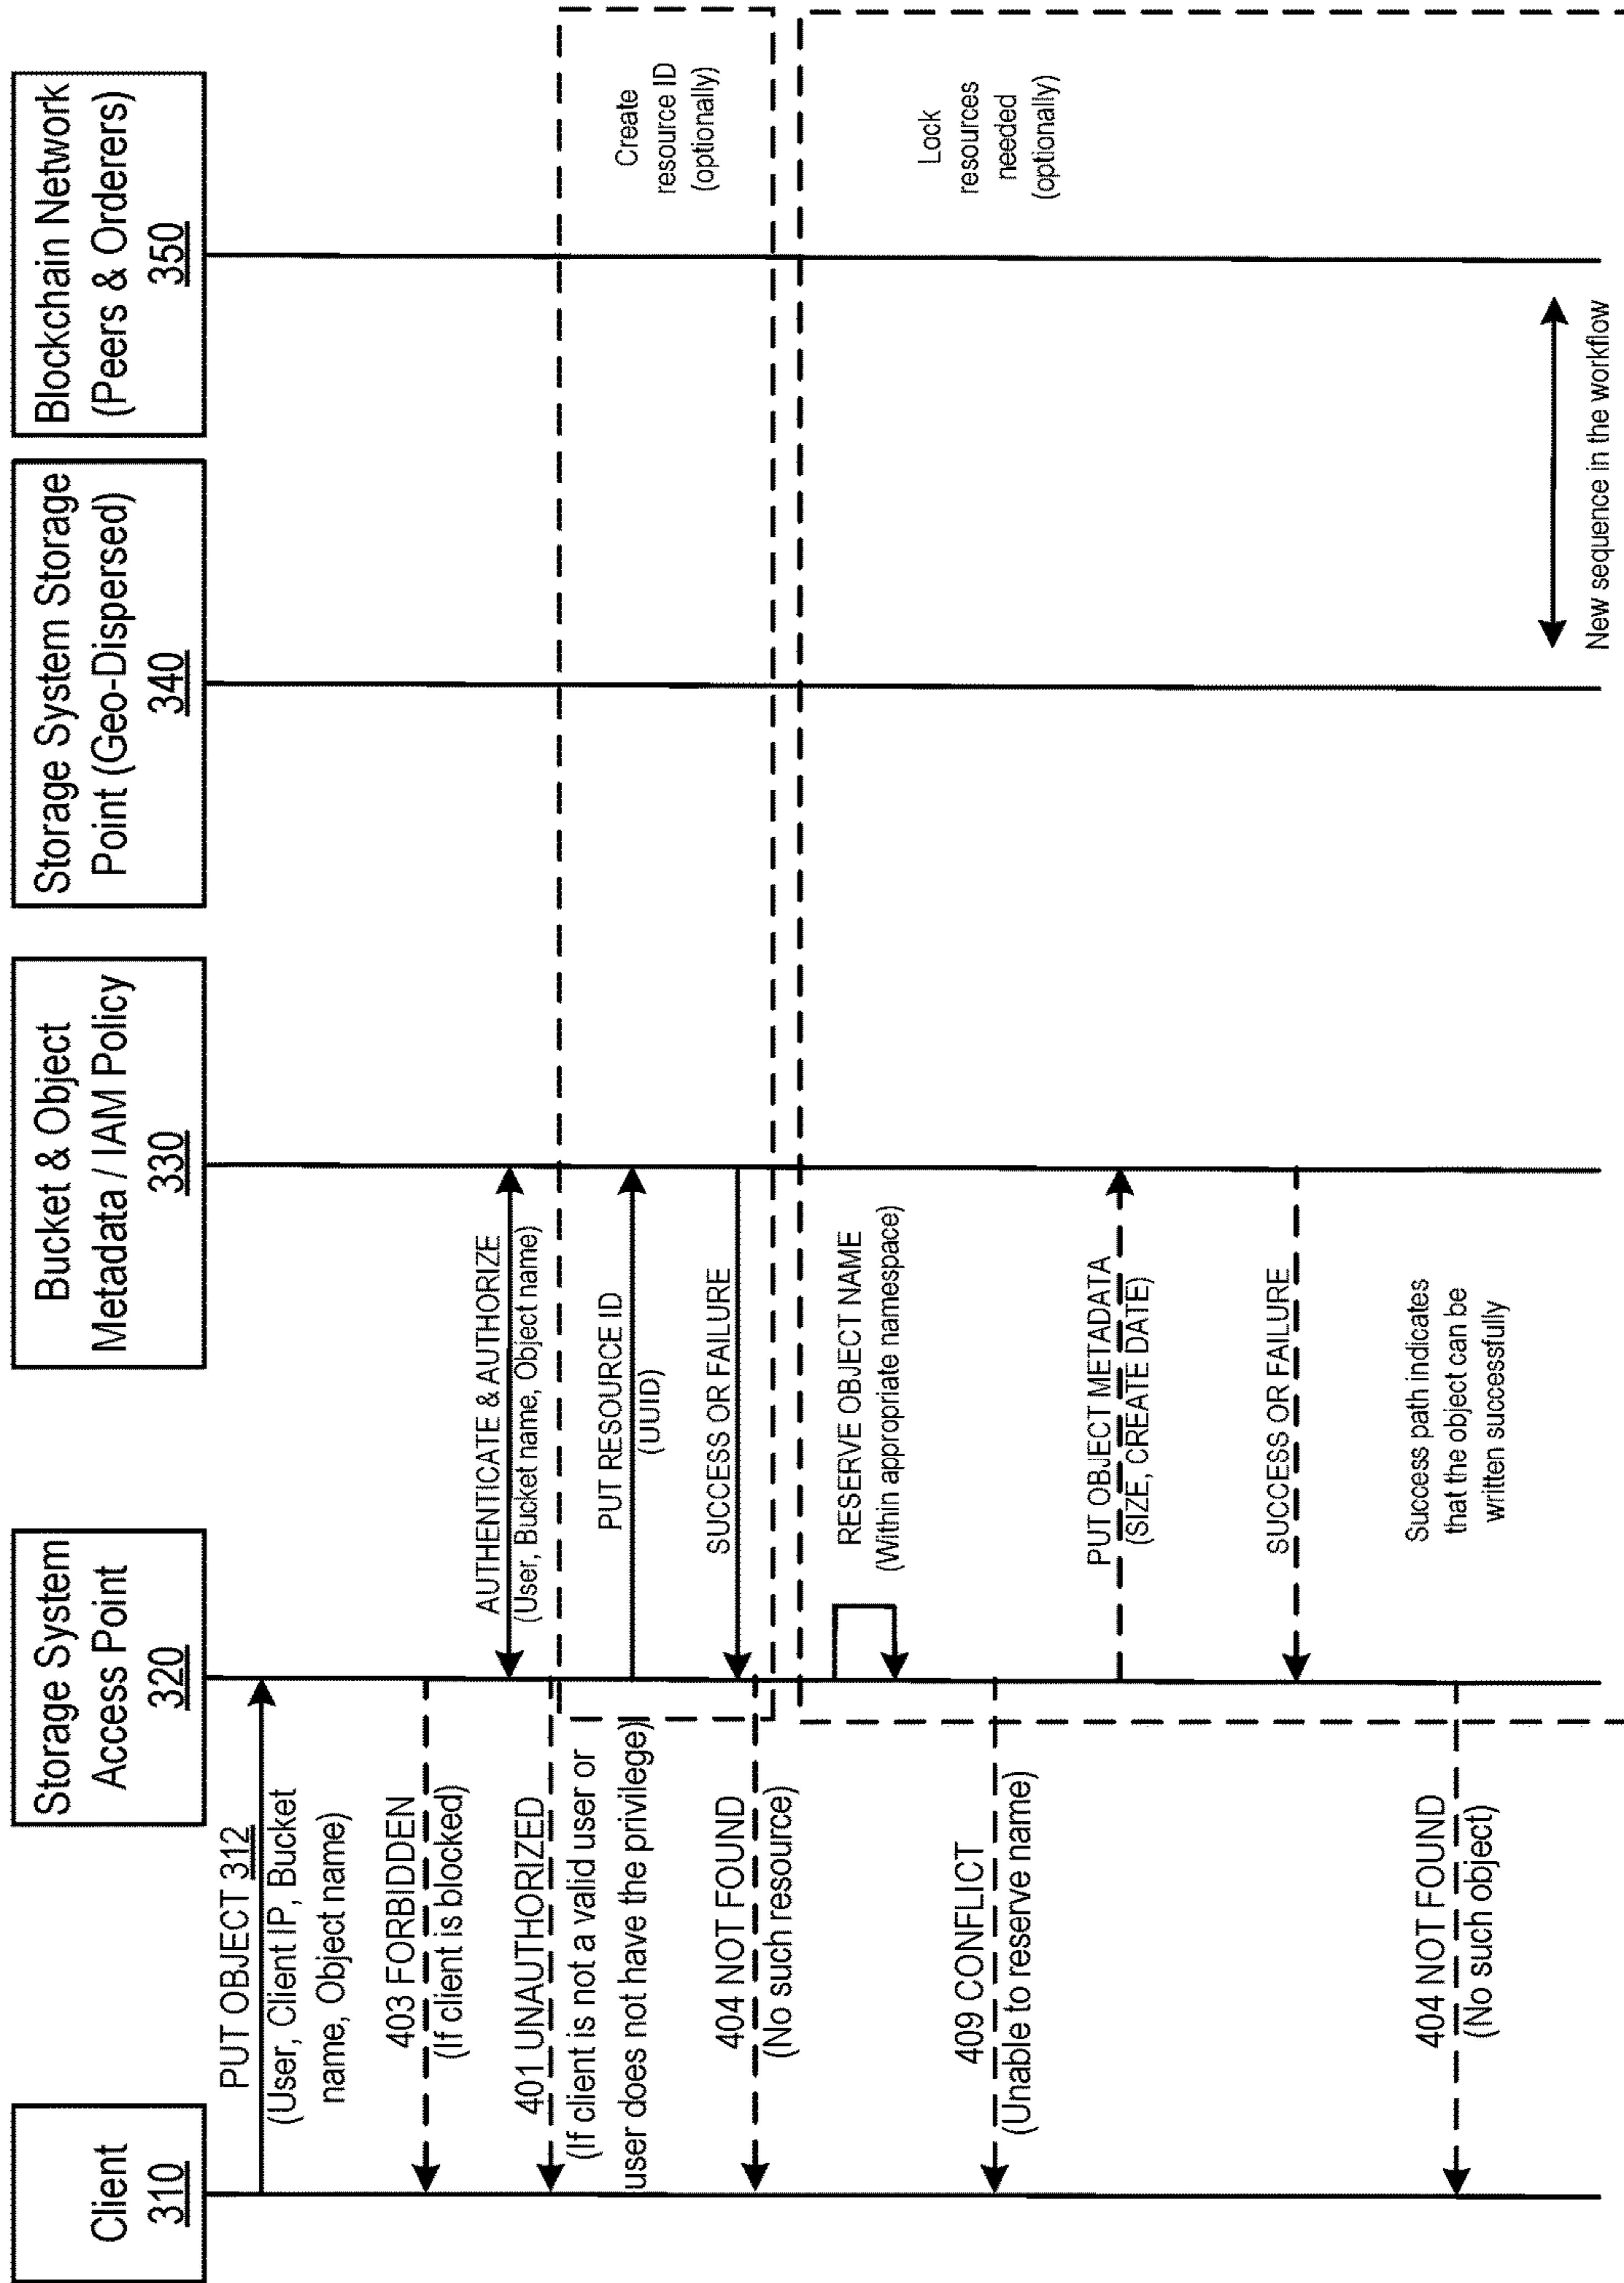 Client
310
Storage System
Access Point
320
Bucket & Object
Metadata / IAM Policy
330
Storage System Storage
Point (Geo-Dispersed)
340
Blockchain Network
(Peers & Orderers)
350
PUT OBJECT 312
(User, Client IP, Bucket
name, Object name)
403 FORBIDDEN
(If client is blocked)
AUTHENTICATE & AUTHORIZE
(User, Bucket name, Object name)
401 UNAUTHORIZED
(If client is not a valid user or
user does not have the privilege)
PUT RESOURCE ID
(UUID)
Create
resource ID
(optionally)
SUCCESS OR FAILURE
404 NOT FOUND
(No such resource)
RESERVE OBJECT NAME
(Within appropriate namespace)
Lock
resources
needed
(optionally)
409 CONFLICT
(Unable to reserve name)
PUT OBJECT METADATA
(SIZE, CREATE DATE)
SUCCESS OR FAILURE
404 NOT FOUND
(No such object)
Success path indicates
that the object can be
written successfully
New sequence in the workflow